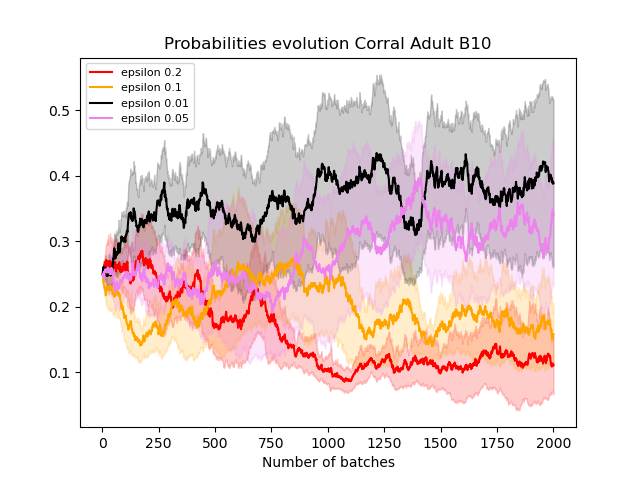 Probabilities evolution Corral Adult B10
epsilon 0.2
epsilon 0.1
epsilon 0.01
epsilon 0.05
0.5
0.4
0.3
0.2
0.1
0 250 500 750 1000 1250 1500 1750 2000
Number of batches